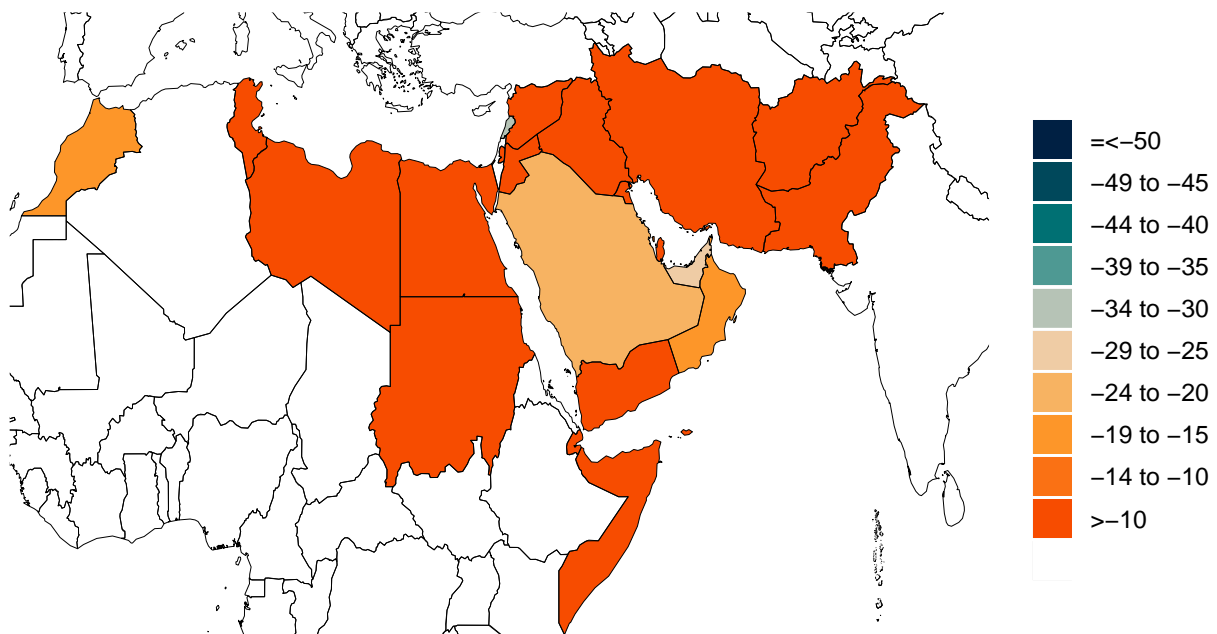 =<−50
−49 to −45
−44 to −40
−39 to −35
−34 to −30
−29 to −25
−24 to −20
−19 to −15
−14 to −10
>−10